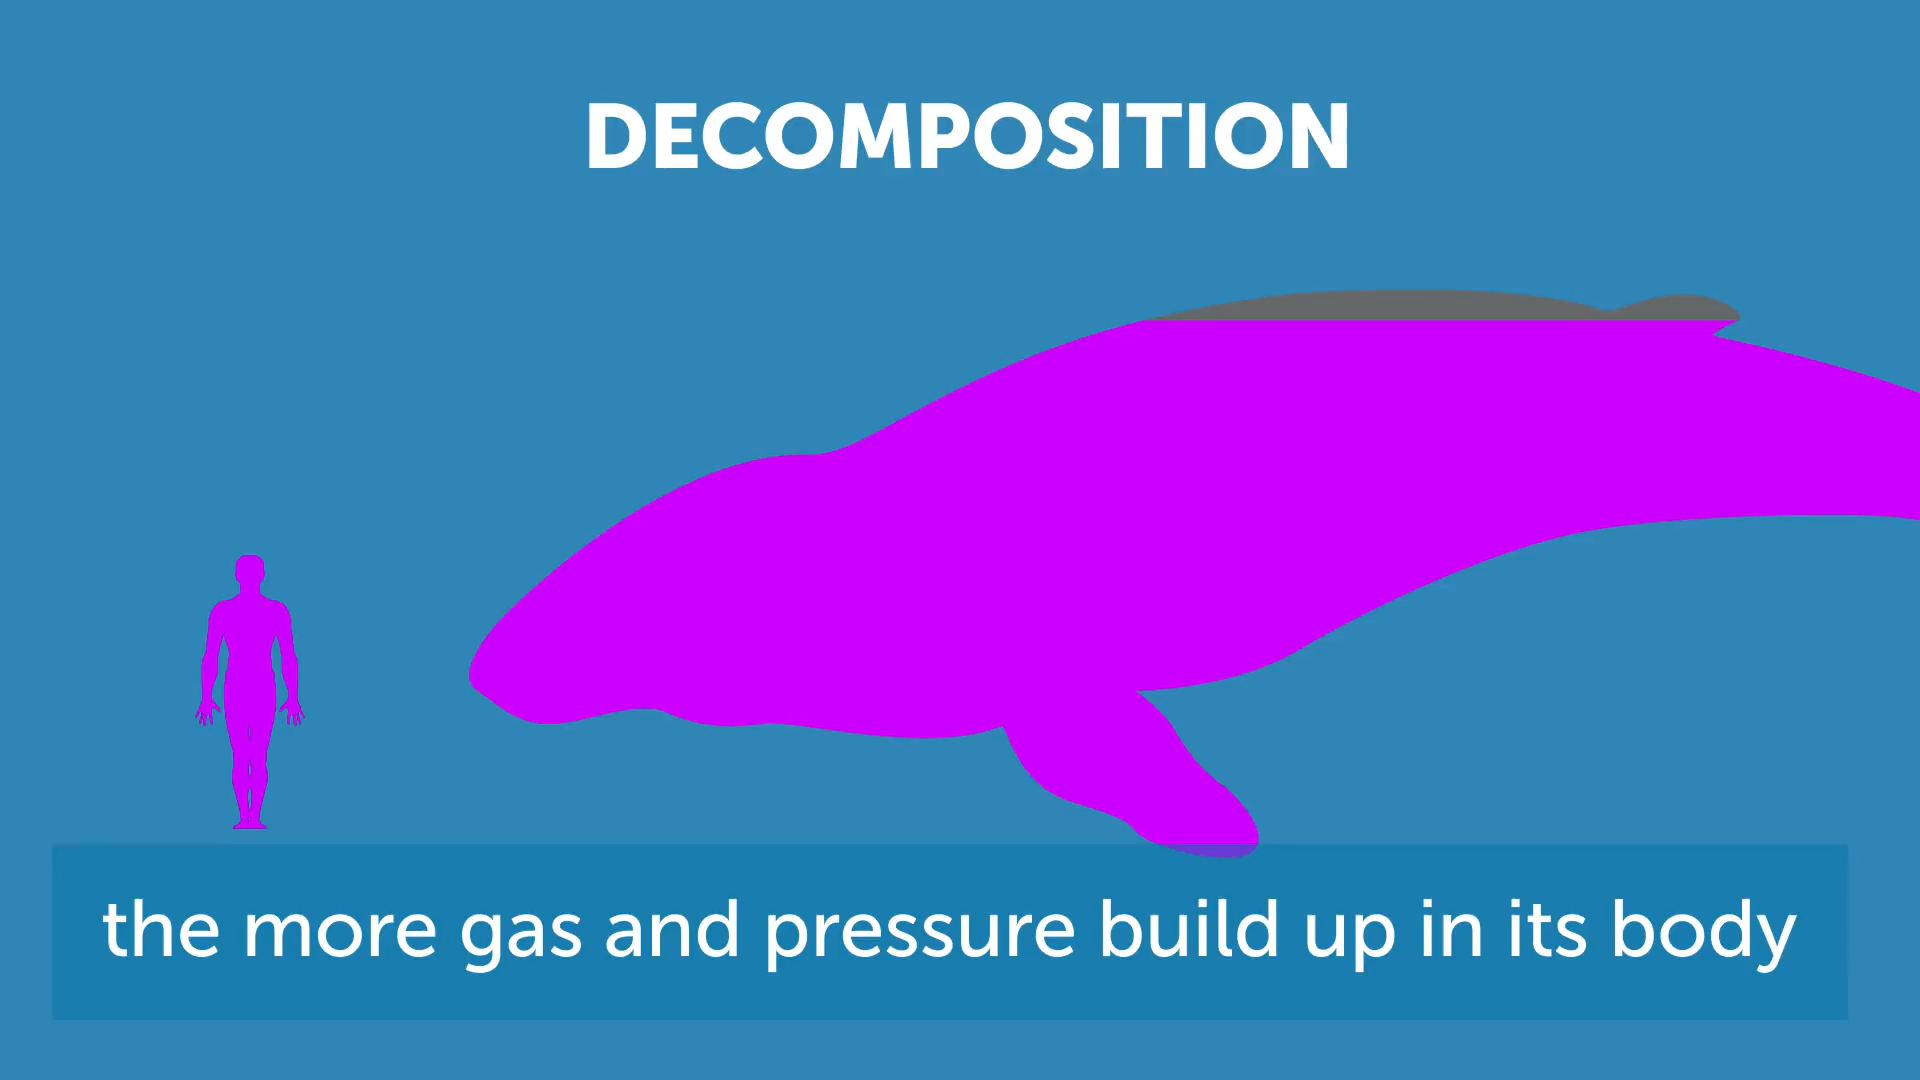 DECOMPOSITION
the more gas and pressure build up in its body